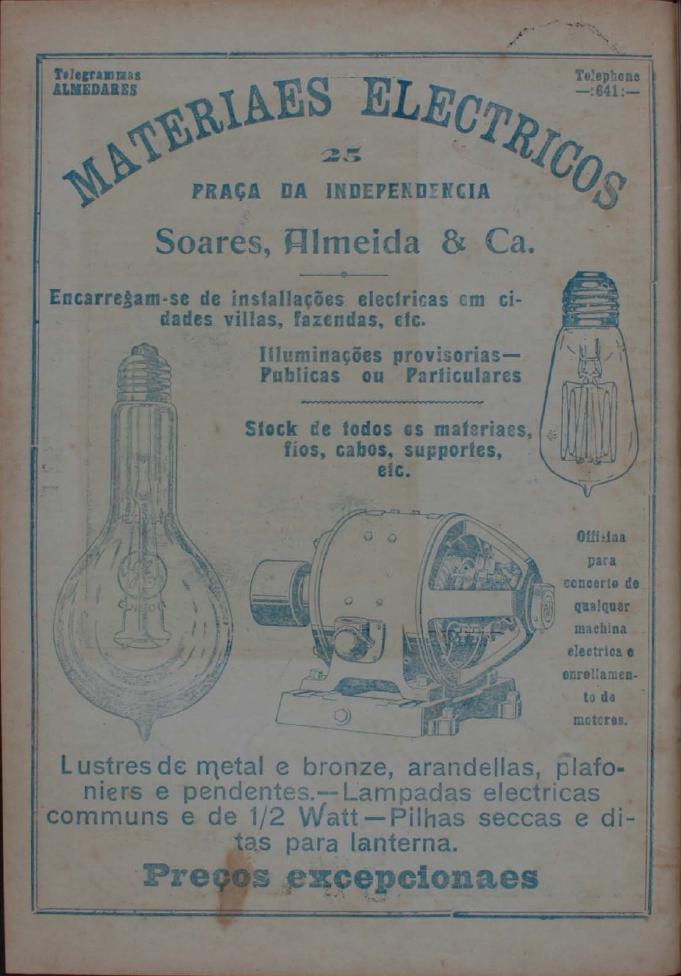 Telegrammas
ALMEDARES
Telephone
—:641:—
MATERIAES ELECTRICOS
25
PRAÇA DA INDEPENDENCIA
Soares, Almeida & Ca.
Encarregam-se de installações electricas em ci-
dades villas, fazendas, etc.
Illuminações provisorias—
Publicas ou Particulares
Stock de todos os materiaes,
fios, cabos, supportes,
etc.
Officina
para
concerto de
qualquer
machina
electrica e
enrollamen-
to de
motores.
Lustres de metal e bronze, arandellas, plafo-
niers e pendentes.—Lampadas electricas
communs e de 1/2 Watt—Pilhas seccas e di-
tas para lanterna.
Preços excepcionaes